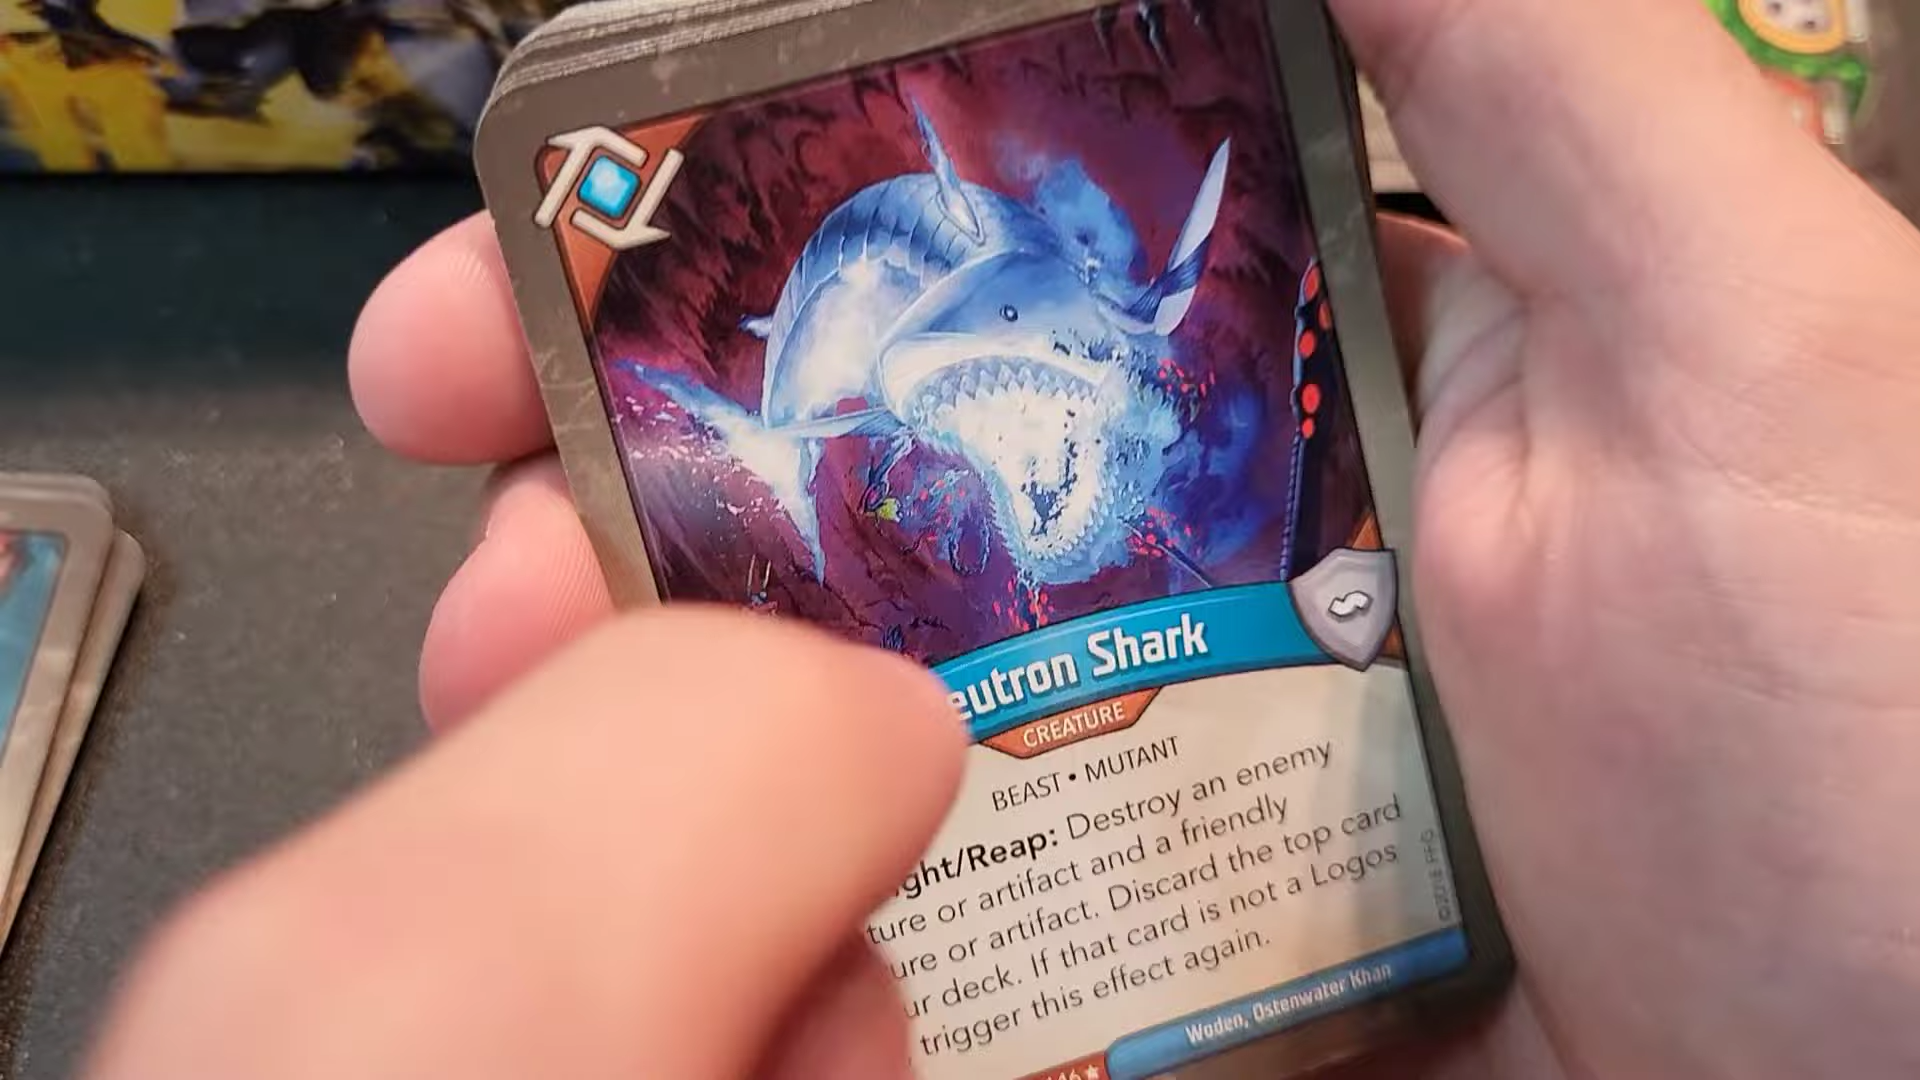 eutron Shark
CREATURE
BEAST • MUTANT
ght/Reap: Destroy an enemy
ture or artifact and a friendly
ure or artifact. Discard the top card
ur deck. If that card is not a Logos
trigger this effect again.
Woden, Ostenwater Khan